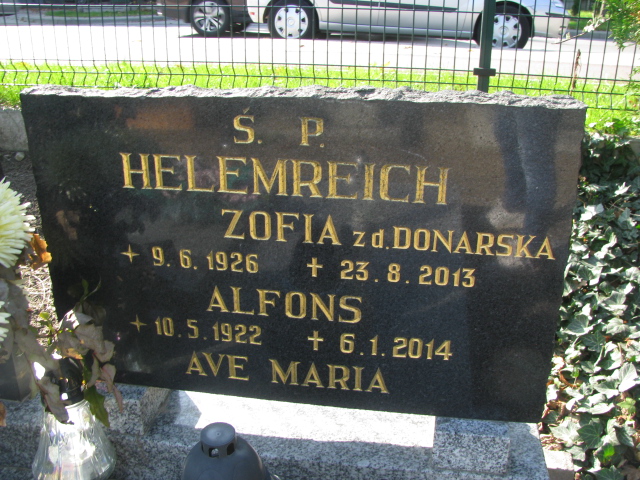 Ś. P.
HELEMREICH
ZOFIA z d. DONARSKA
+ 9. 6. 1926 † 23. 8. 2013
ALFONS
+ 10. 5. 1922 † 6. 1. 2014
AVE MARIA